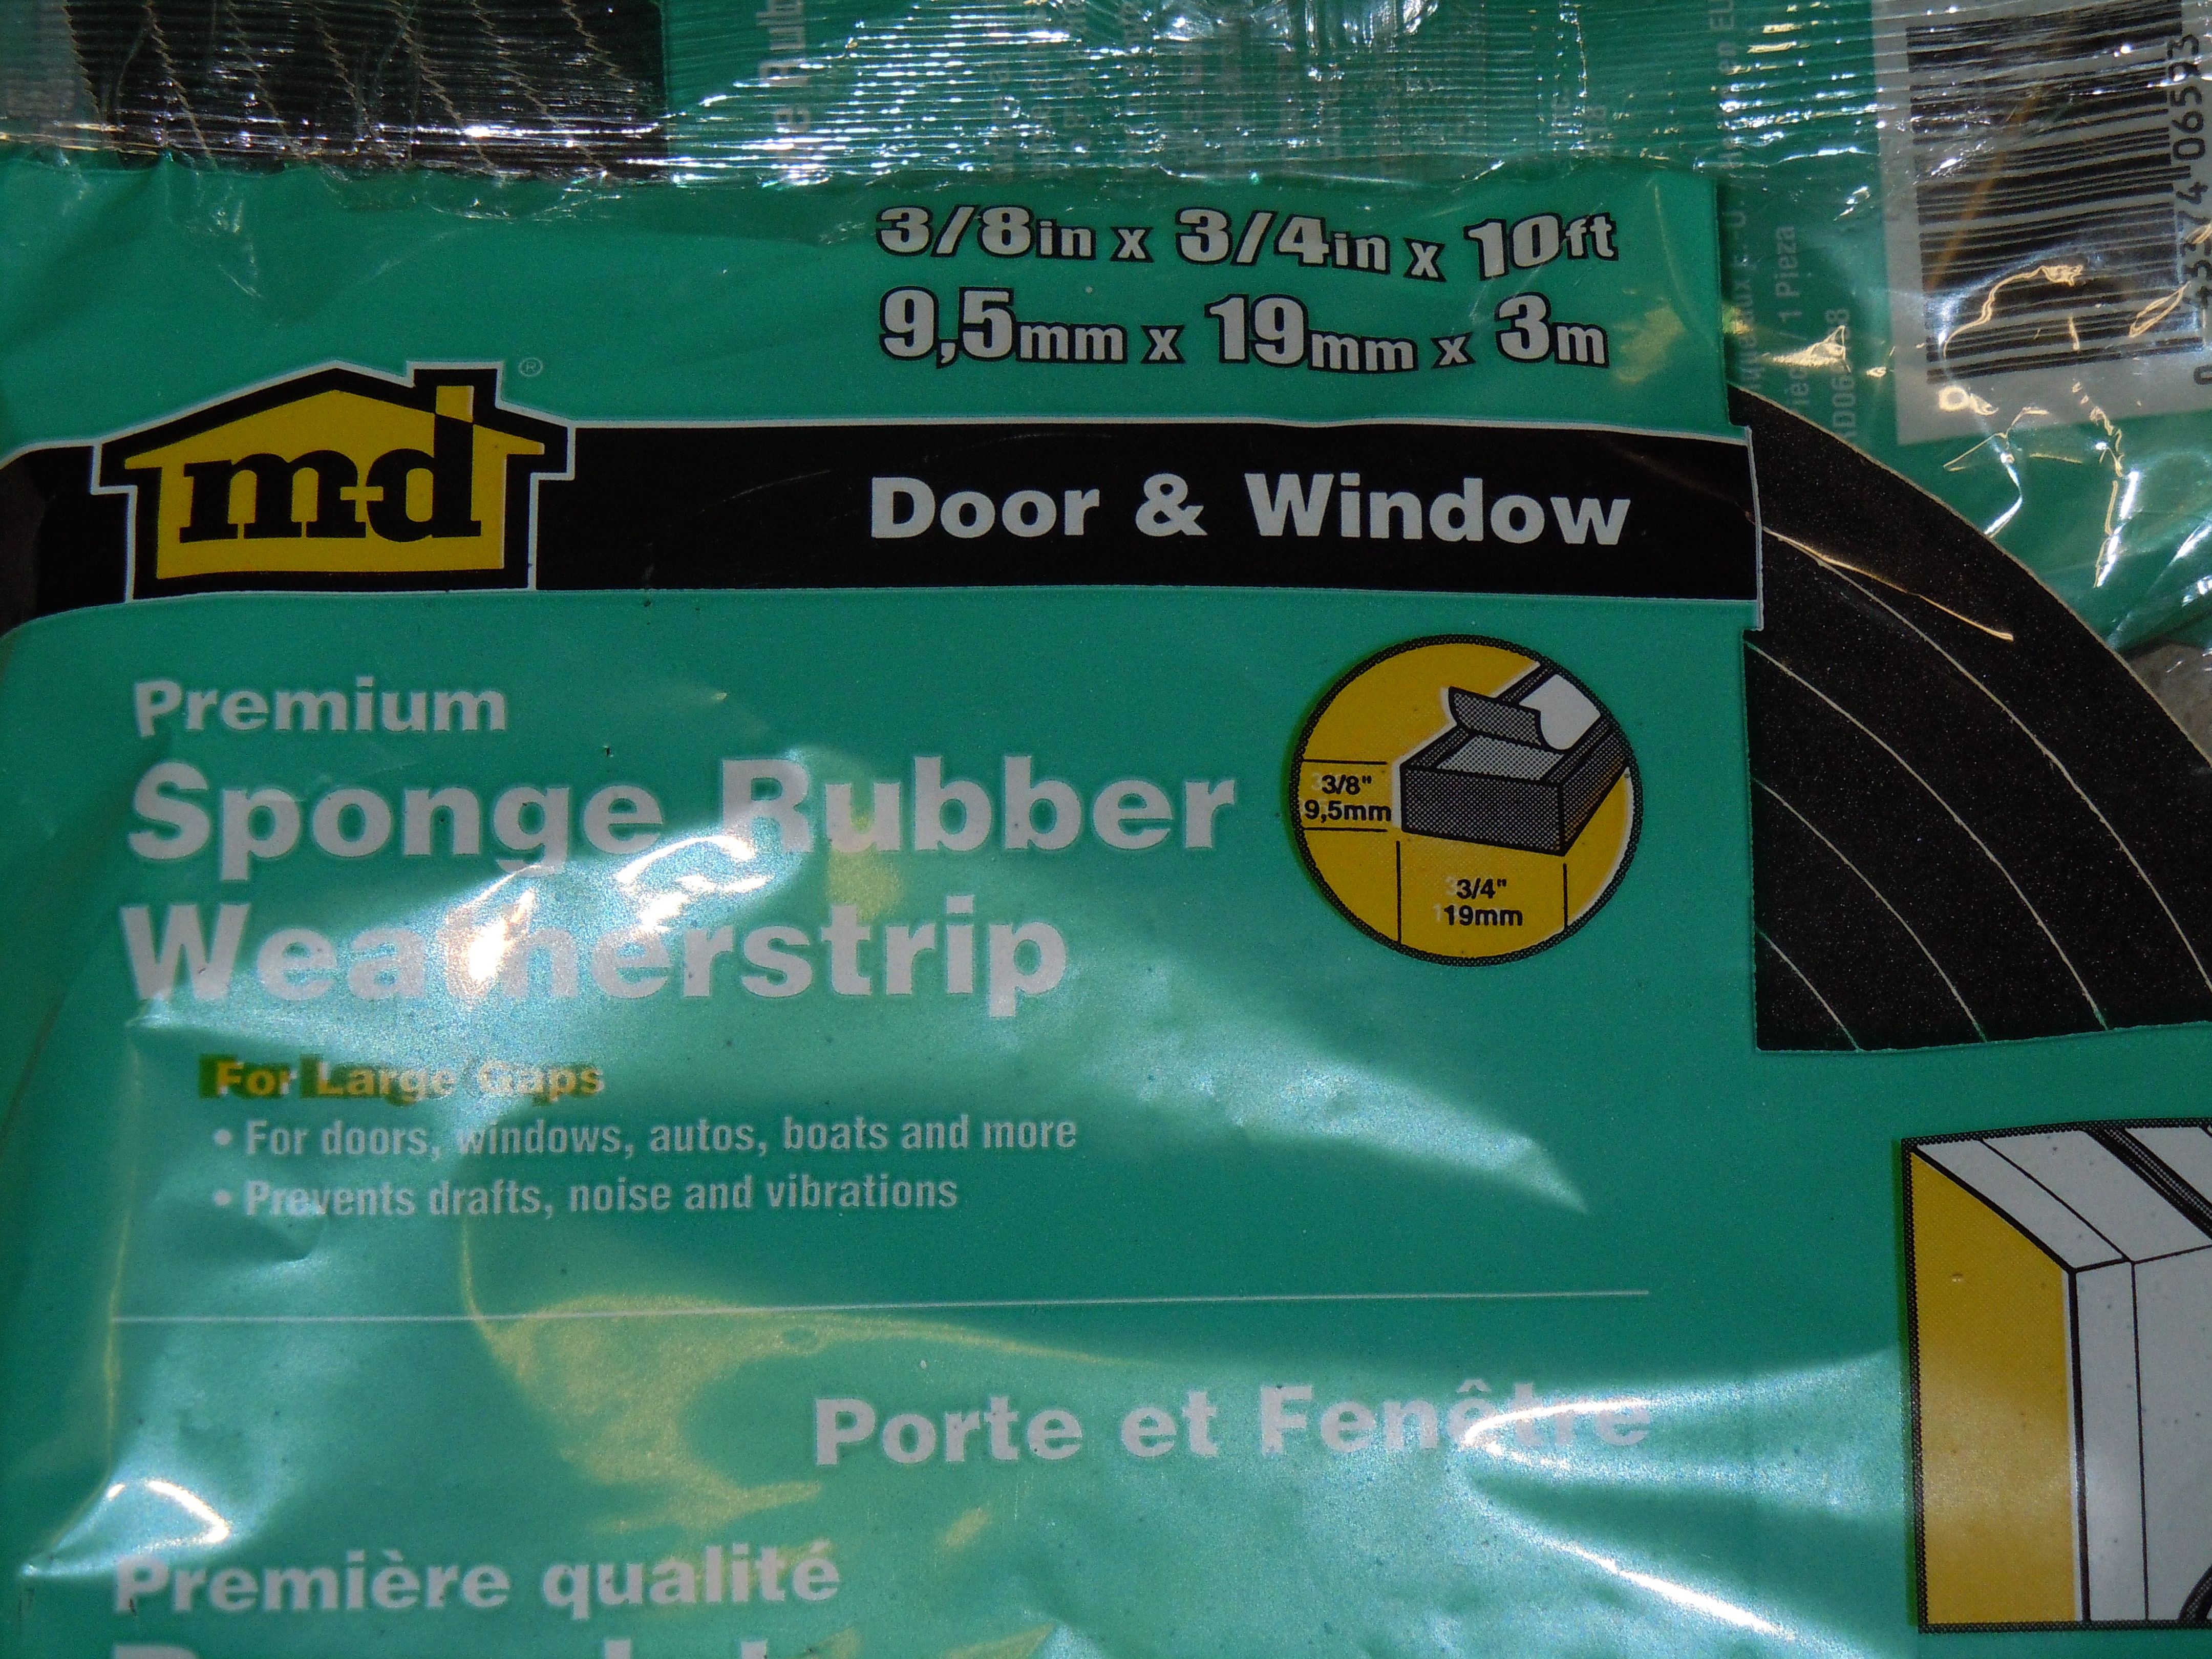 3/8in x 3/4in x 10ft
9,5mm x 19mm x 3m
m-d ®
Door & Window
Premium
Sponge Rubber
Weatherstrip
3/8"
9,5mm
3/4"
19mm
For Large Gaps
• For doors, windows, autos, boats and more
• Prevents drafts, noise and vibrations
Porte et Fenêtre
Première qualité
1 Pieza